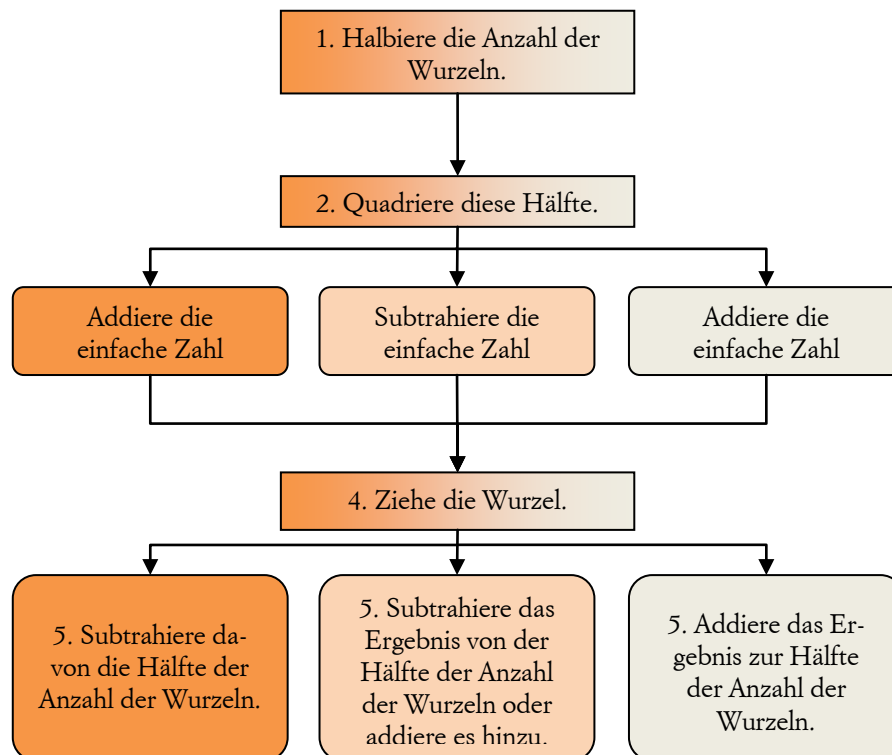 1. Halbiere die Anzahl der
Wurzeln.
2. Quadriere diese Hälfte.
Addiere die
einfache Zahl
Subtrahiere die
einfache Zahl
Addiere die
einfache Zahl
4. Ziehe die Wurzel.
5. Subtrahiere da-
von die Hälfte der
Anzahl der Wurzeln.
5. Subtrahiere das
Ergebnis von der
Hälfte der Anzahl
der Wurzeln oder
addiere es hinzu.
5. Addiere das Er-
gebnis zur Hälfte
der Anzahl der
Wurzeln.